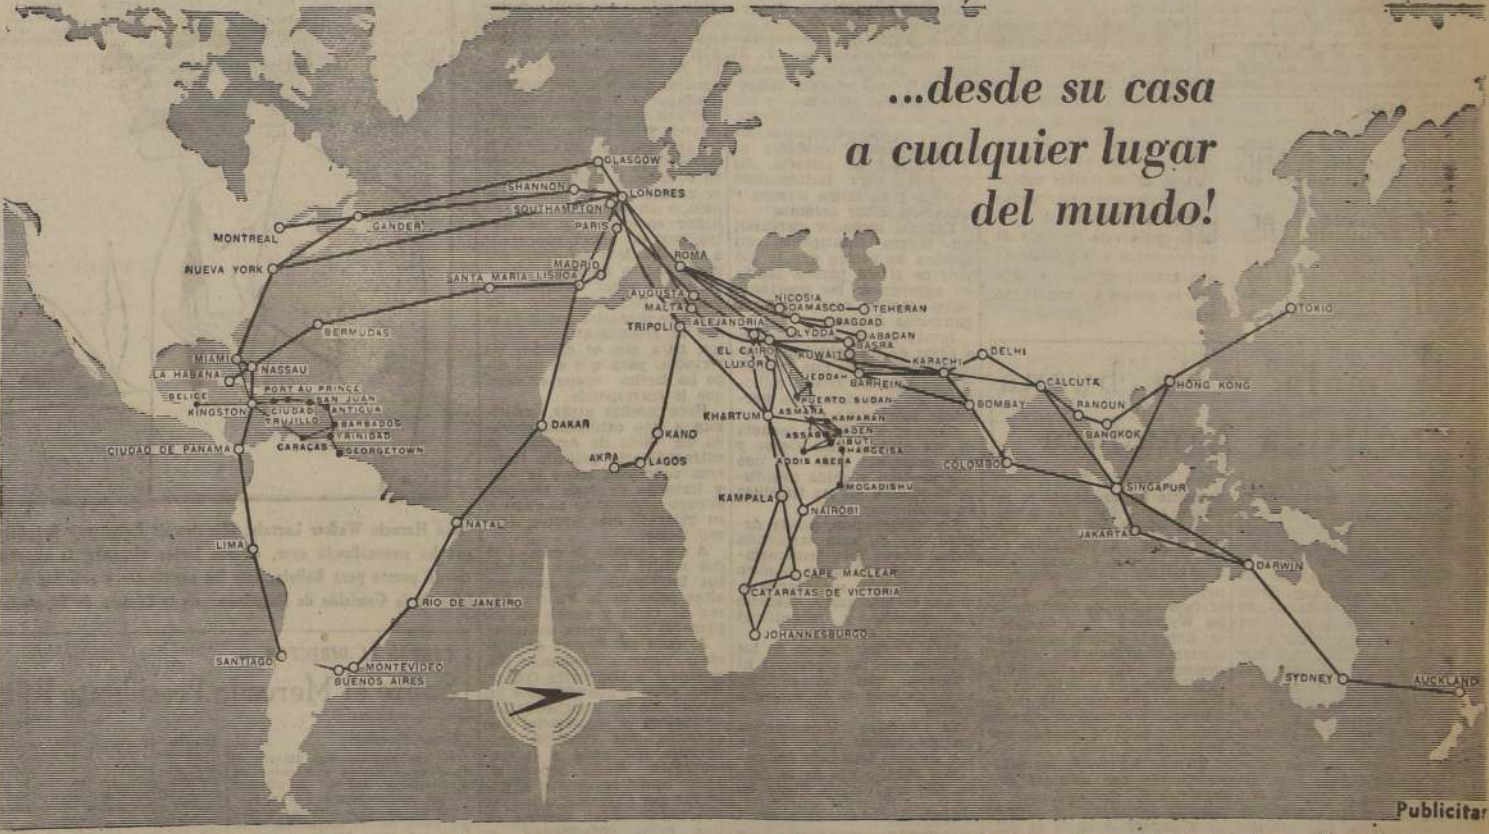 ...desde su casa
a cualquier lugar
del mundo!
GLASGOW
SHANNON
LONDRES
SOUTHAMPTON
GANDER
PARIS
MONTREAL
NUEVA YORK
ROMA
MADRID
SANTA MARIA
LISBOA
AUGUSTA
NICOSIA
MALTA
DAMASCO
TEHERAN
BERMUDAS
TRIPOLI
ALEJANDRIA
BAGDAD
TOKIO
LYDDA
ABADAN
BASRA
MIAMI
EL CAIRO
KUWAIT
KARACHI
DELHI
LA HABANA
NASSAU
LUXOR
JEDDAH
BARHEIN
CALCUTA
HONG KONG
PORT AU PRINCE
BELICE
SAN JUAN
PUERTO SUDAN
BOMBAY
RANGUN
KINGSTON
CIUDAD
TRUJILLO
ANTIGUA
KHARTUM
ASMARA
KAMARAN
BARBADOS
DAKAR
KANO
ASSAB
ADEN
BANGKOK
TRINIDAD
JIBUTI
CIUDAD DE PANAMA
CARACAS
GEORGETOWN
HARGEISA
AKRA
LAGOS
ADDIS ABEBA
COLOMBO
MOGADISHU
SINGAPUR
KAMPALA
NAIROBI
NATAL
JAKARTA
LIMA
DARWIN
CAPE MACLEAR
CATARATAS DE VICTORIA
RIO DE JANEIRO
JOHANNESBURGO
SANTIAGO
MONTEVIDEO
BUENOS AIRES
SYDNEY
AUCKLAND
Publicitas